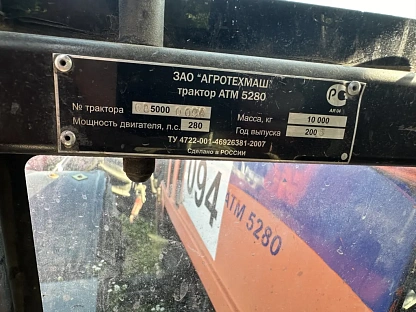 ЗАО "АГРОТЕХМАШ"
трактор АТМ 5280
№ трактора 5000
Мощность двигателя, л.с. 280
Масса, кг 10 000
Год выпуска 200
ТУ 4722-001-46926381-2007
Сделано в РОССИИ
094
АТМ 5280